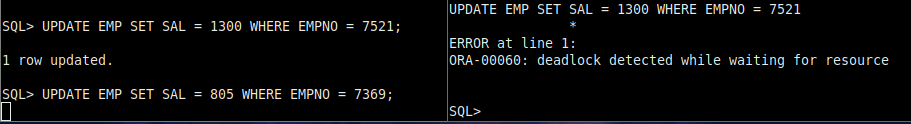 SQL> UPDATE EMP SET SAL = 1300 WHERE EMPNO = 7521;
1 row updated.
SQL> UPDATE EMP SET SAL = 805 WHERE EMPNO = 7369;
UPDATE EMP SET SAL = 1300 WHERE EMPNO = 7521
*
ERROR at line 1:
ORA-00060: deadlock detected while waiting for resource
SQL>